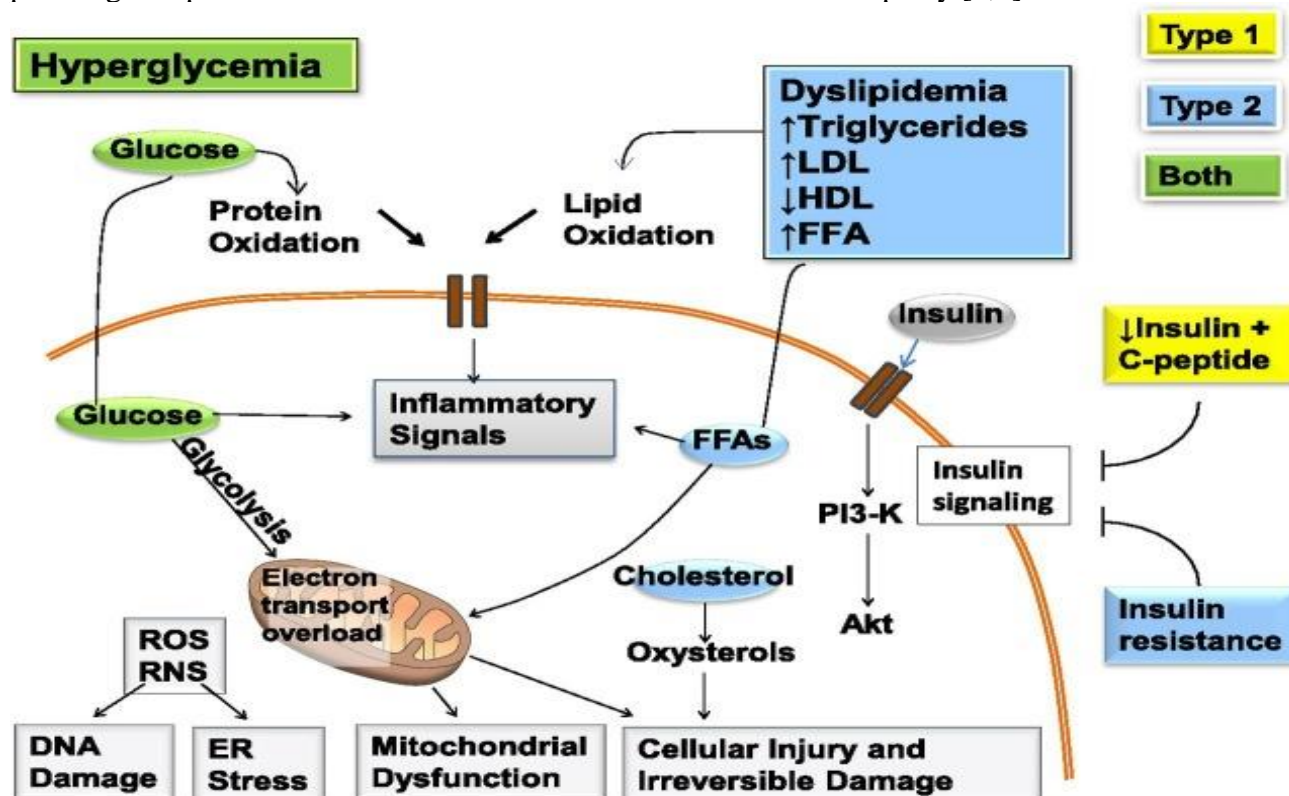 Type 1
Hyperglycemia
Dyslipidemia
↑Triglycerides
↑LDL
↓HDL
↑FFA
Type 2
Both
Glucose
Protein
Oxidation
Lipid
Oxidation
Insulin
↓Insulin +
C-peptide
Glucose
Inflammatory
Signals
FFAs
Insulin
signaling
Glycolysis
PI3-K
Electron
transport
overload
Cholesterol
Akt
Insulin
resistance
ROS
RNS
Oxysterols
DNA
Damage
ER
Stress
Mitochondrial
Dysfunction
Cellular Injury and
Irreversible Damage